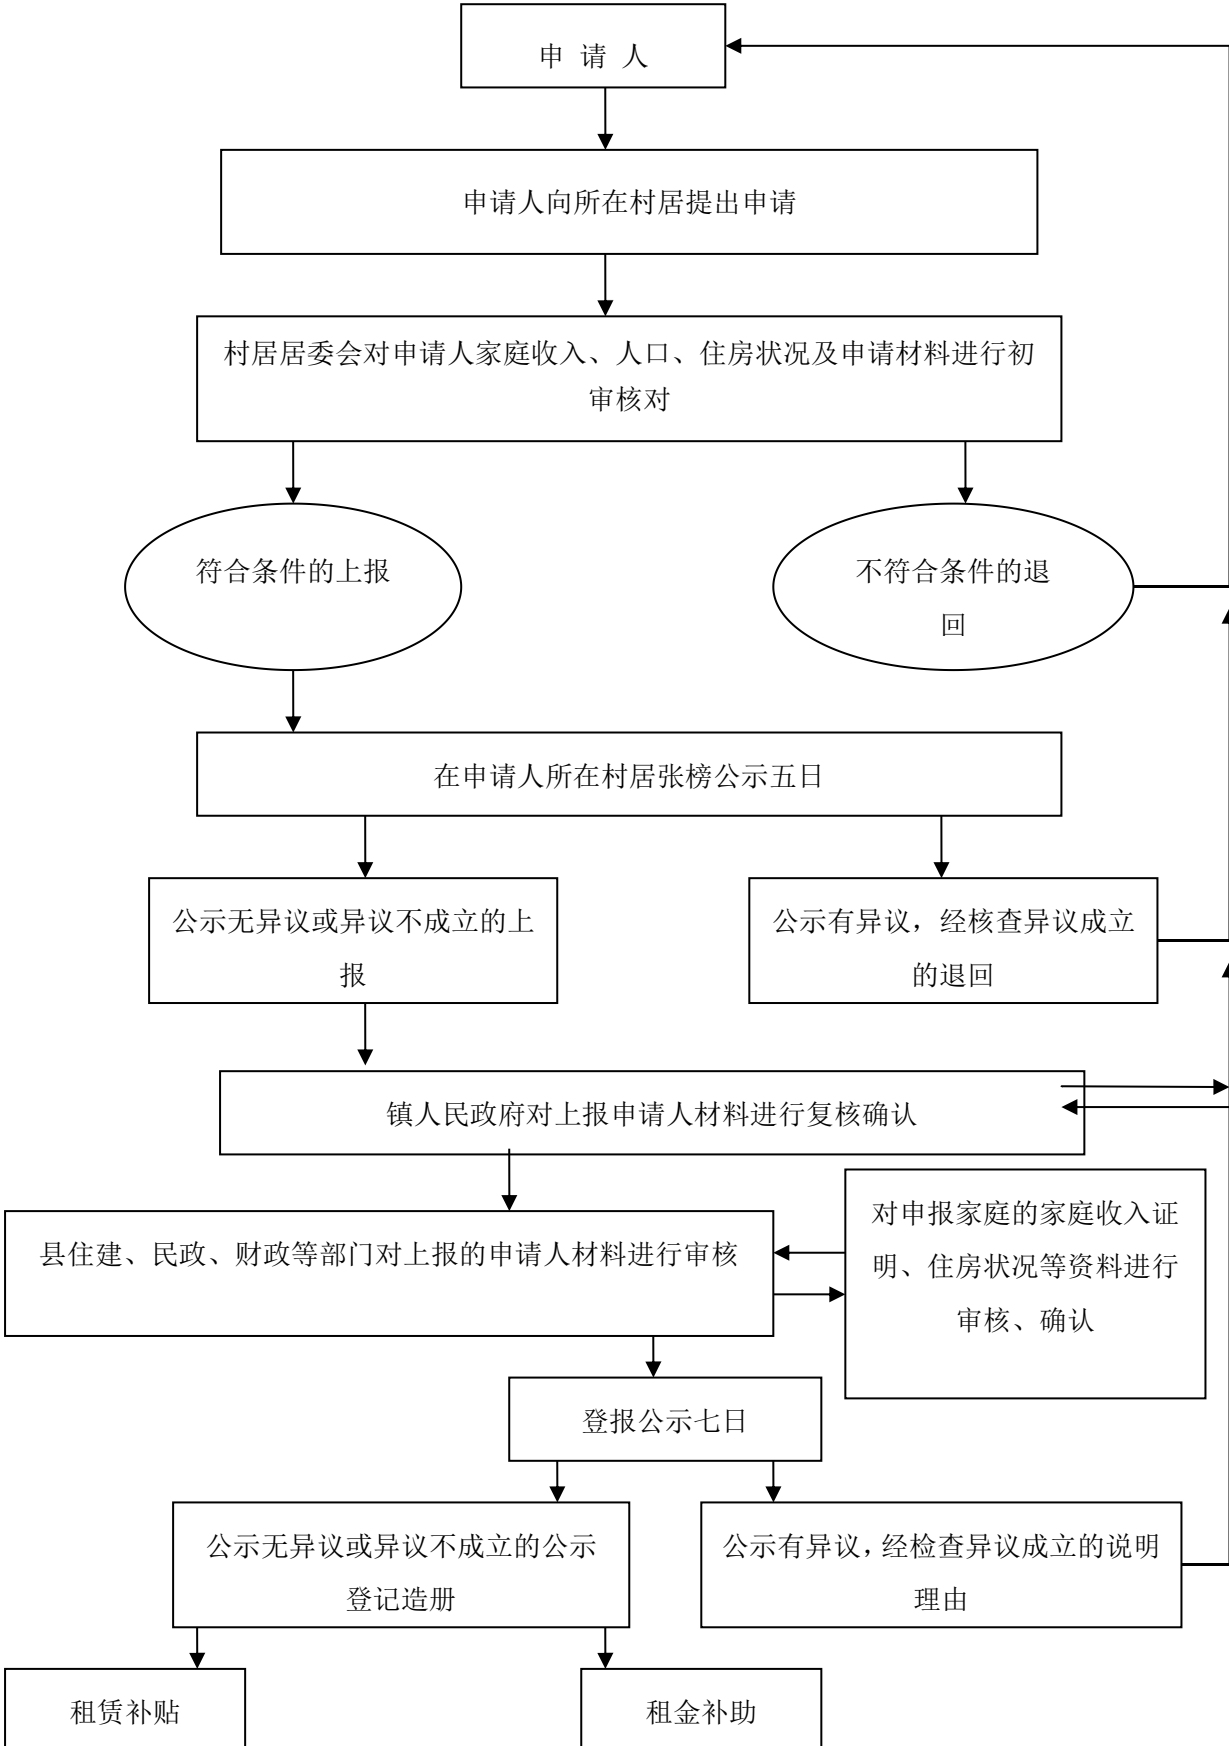 申 请 人
申请人向所在村居提出申请
村居居委会对申请人家庭收入、人口、住房状况及申请材料进行初
审核对
符合条件的上报
不符合条件的退
回
在申请人所在村居张榜公示五日
公示无异议或异议不成立的上
报
公示有异议，经核查异议成立
的退回
镇人民政府对上报申请人材料进行复核确认
县住建、民政、财政等部门对上报的申请人材料进行审核
对申报家庭的家庭收入证
明、住房状况等资料进行
审核、确认
登报公示七日
公示无异议或异议不成立的公示
登记造册
公示有异议，经检查异议成立的说明
理由
租赁补贴
租金补助